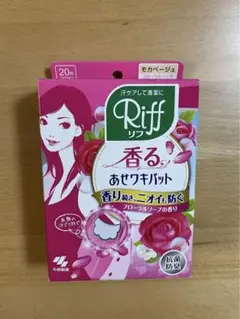 汗ケアして清潔に
20枚
モカベージュ
Riff
リフ
香る
あせワキパット
香り続き、ニオイも防ぐ
フローラルソープの香り
抗菌
防臭
小林製薬